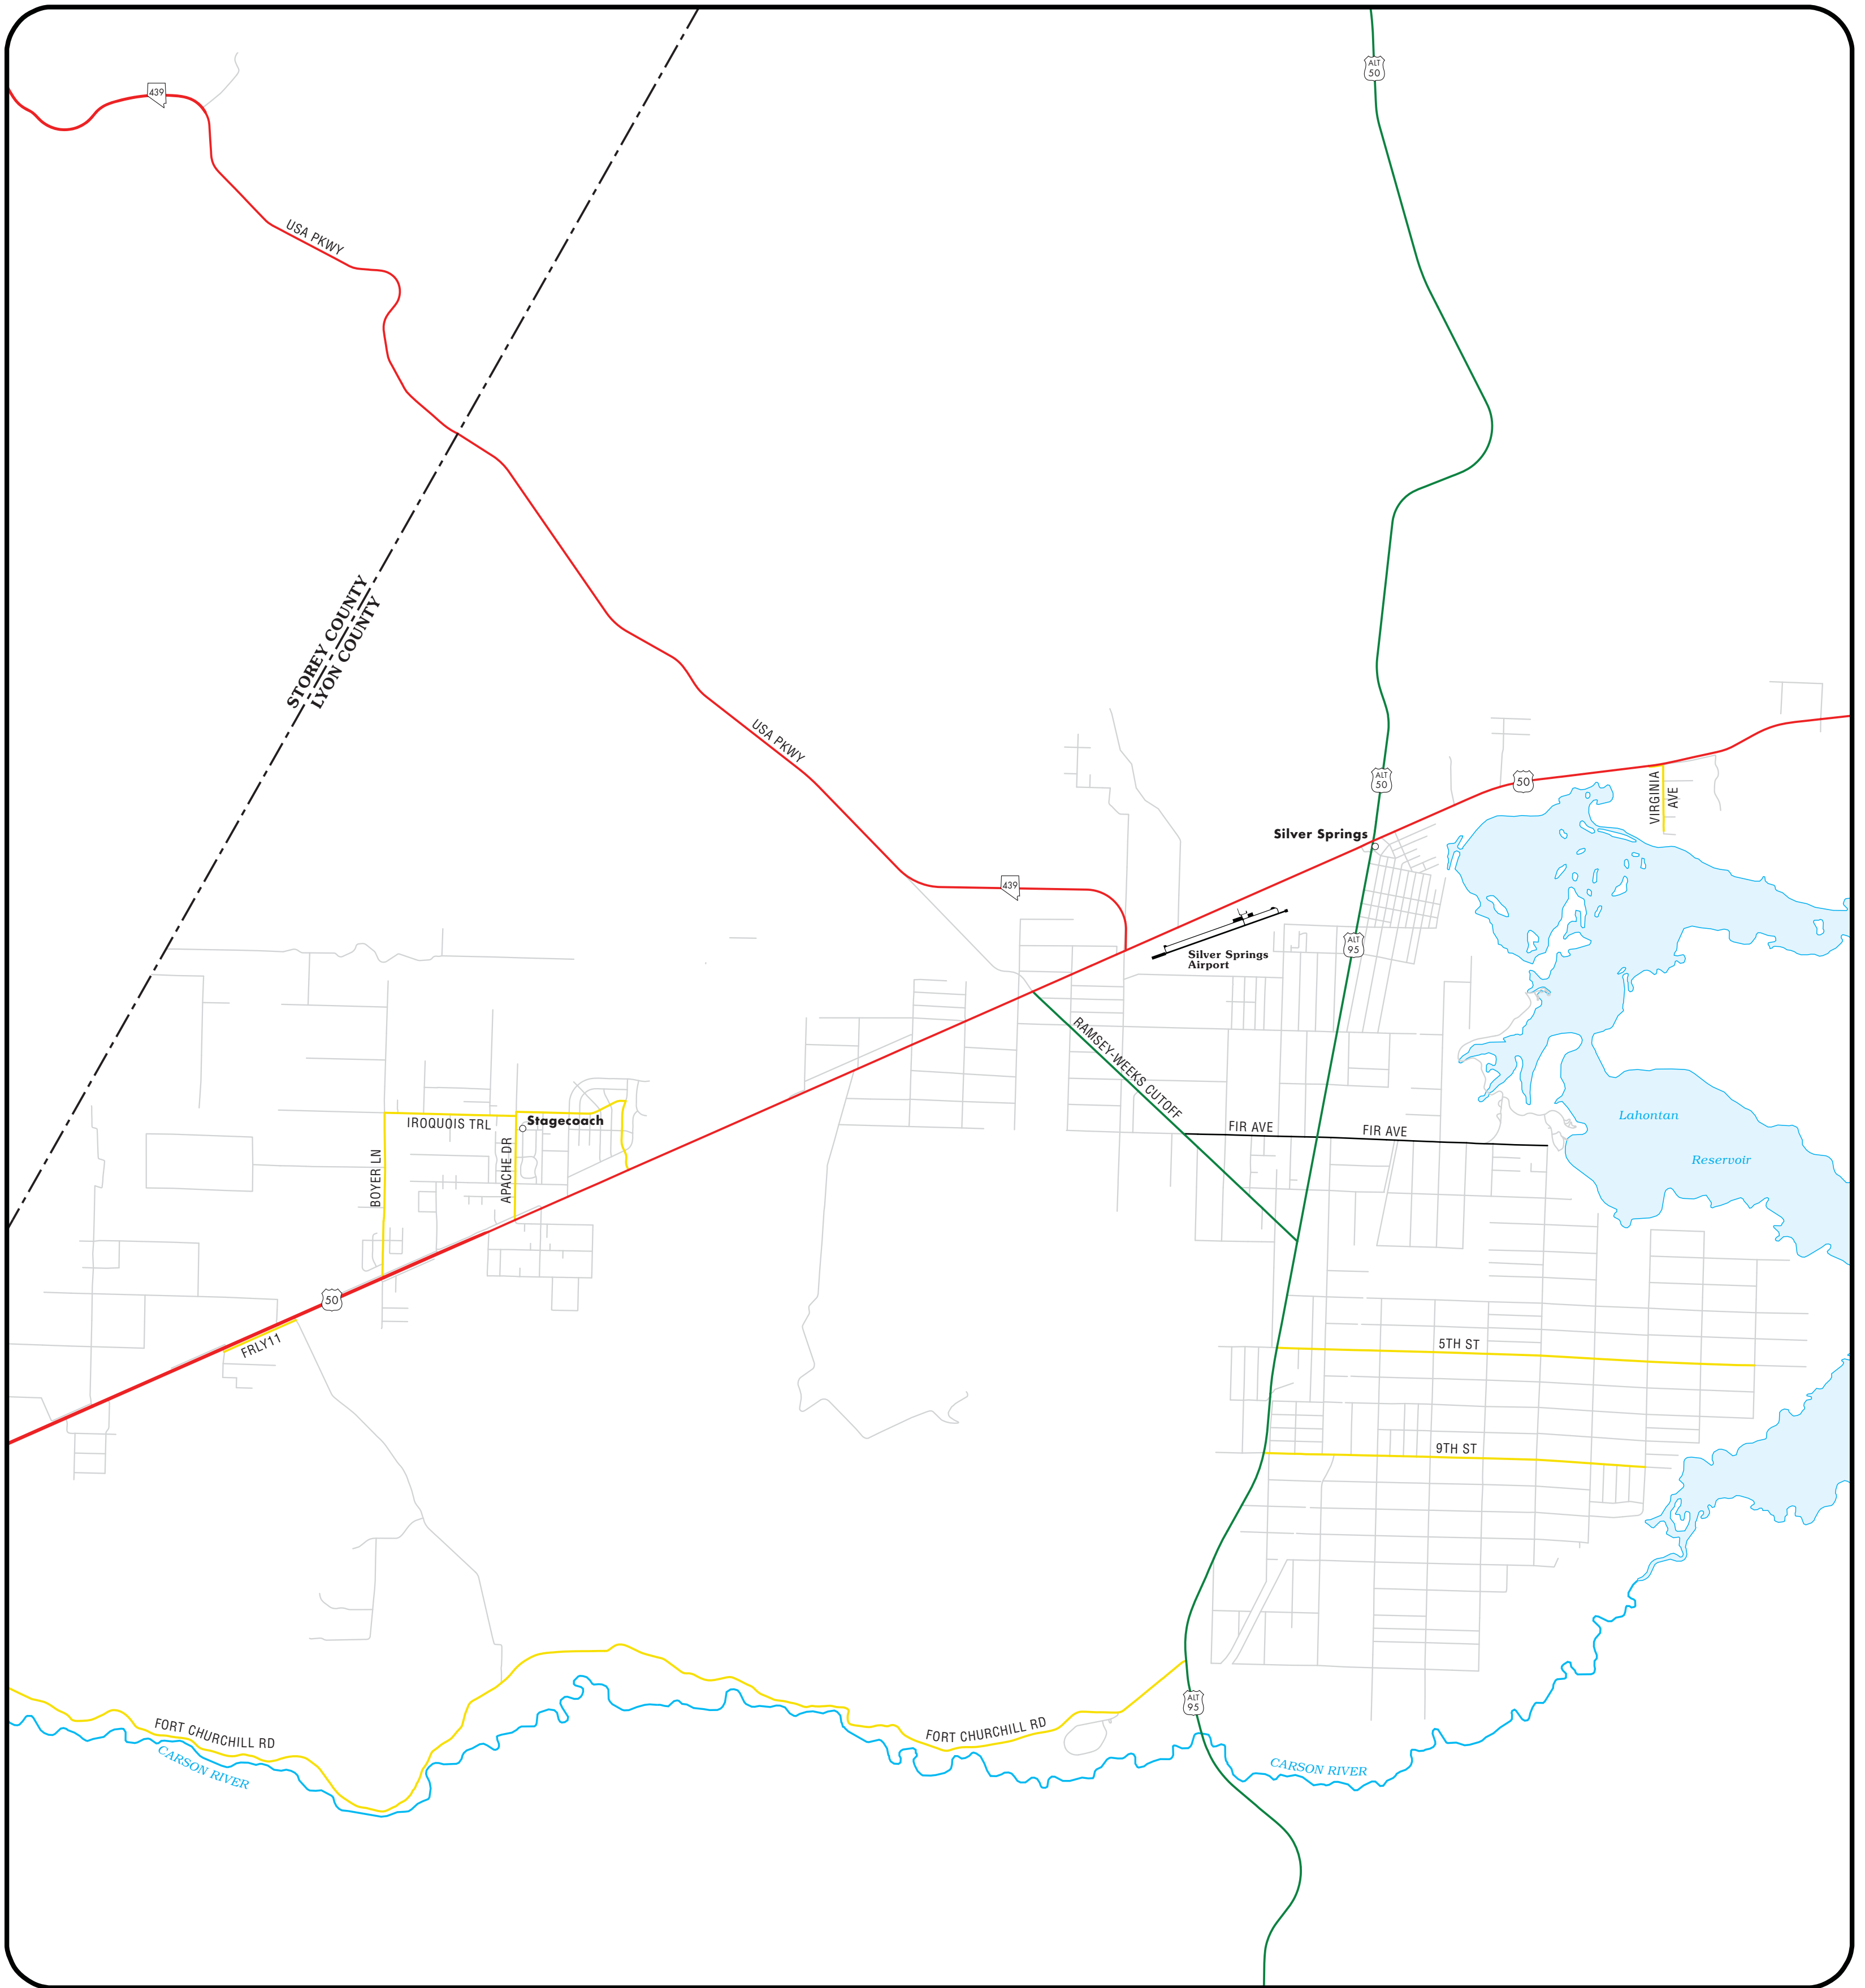 ALT
50
439
USA PKWY
STOREY COUNTY
LYON COUNTY
USA PKWY
ALT
50
50
VIRGINIA
AVE
Silver Springs
439
ALT
95
Silver Springs
Airport
RAMSEY-WEEKS CUTOFF
Lahontan
Reservoir
IROQUOIS TRL
Stagecoach
FIR AVE
FIR AVE
BOYER LN
APACHE DR
50
FRLY11
5TH ST
9TH ST
ALT
95
FORT CHURCHILL RD
FORT CHURCHILL RD
CARSON RIVER
CARSON RIVER